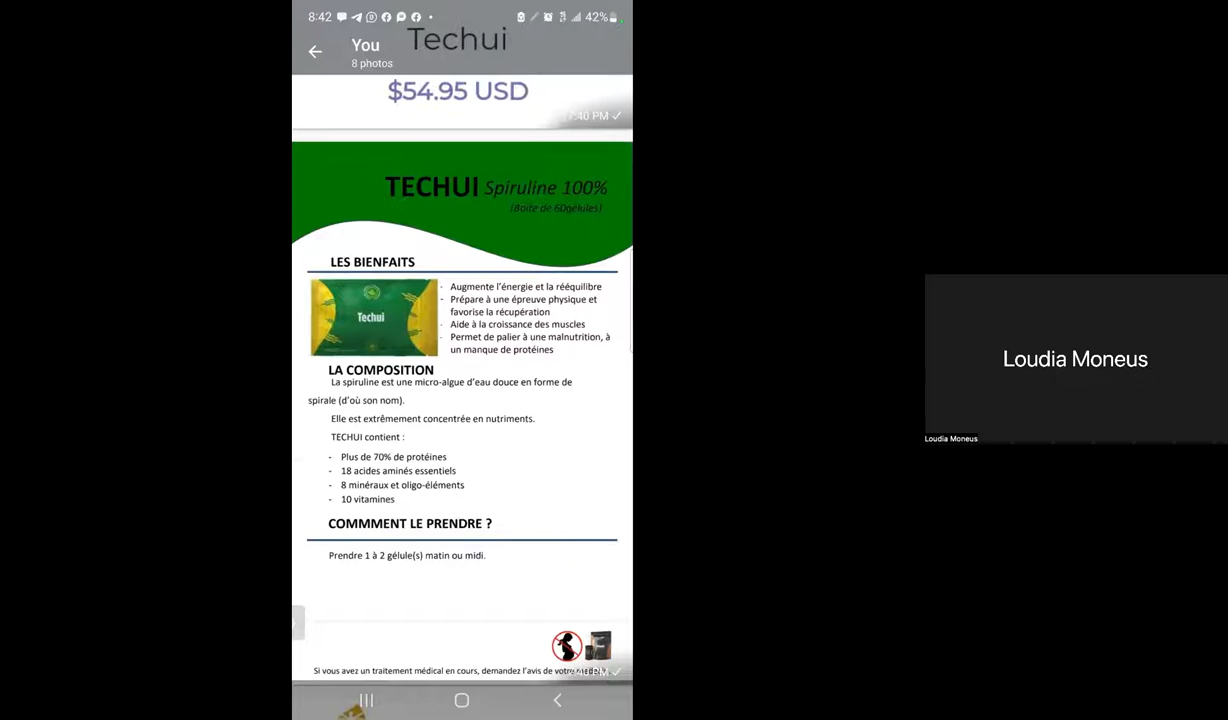 8:42
42%
Techui
You
8 photos
$54.95 USD
7:40 PM
TECHUI Spiruline 100%
(Boite de 60gélules)
LES BIENFAITS
- Augmente l'énergie et la rééquilibre
- Prépare à une épreuve physique et
favorise la récupération
- Aide à la croissance des muscles
- Permet de palier à une malnutrition, à
un manque de protéines
Techui
LA COMPOSITION
La spiruline est une micro-algue d'eau douce en forme de
spirale (d'où son nom).
Elle est extrêmement concentrée en nutriments.
TECHUI contient :
- Plus de 70% de protéines
- 18 acides aminés essentiels
- 8 minéraux et oligo-éléments
- 10 vitamines
COMMMENT LE PRENDRE ?
Prendre 1 à 2 gélule(s) matin ou midi.
Si vous avez un traitement médical en cours, demandez l'avis de votre
Loudia Moneus
Loudia Moneus